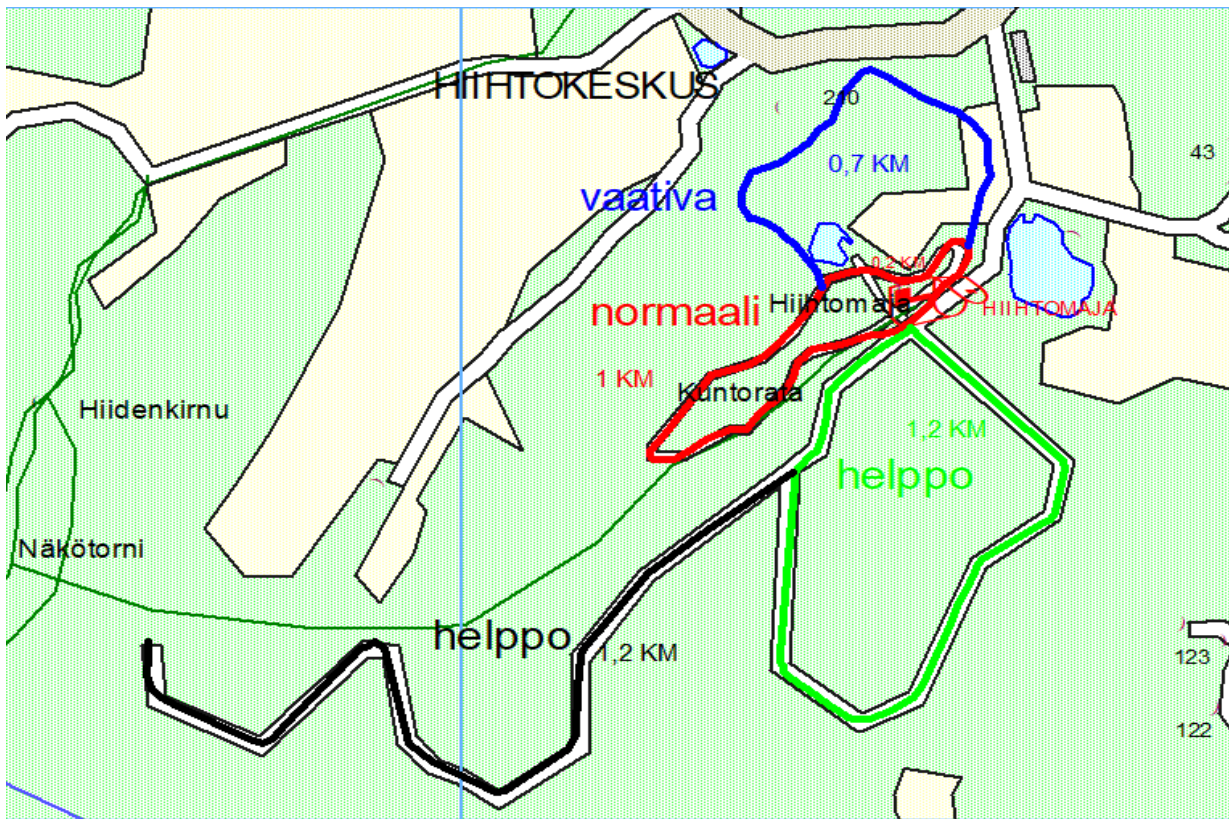 HIIHTOKESKUS
210
43
0,7 KM
vaativa
0,2 KM
Hiihtomaja
HIIHTOMAJA
normaali
1 KM
Kuntorata
Hiidenkirnu
1,2 KM
helppo
Näkötorni
helppo
1,2 KM
123
122